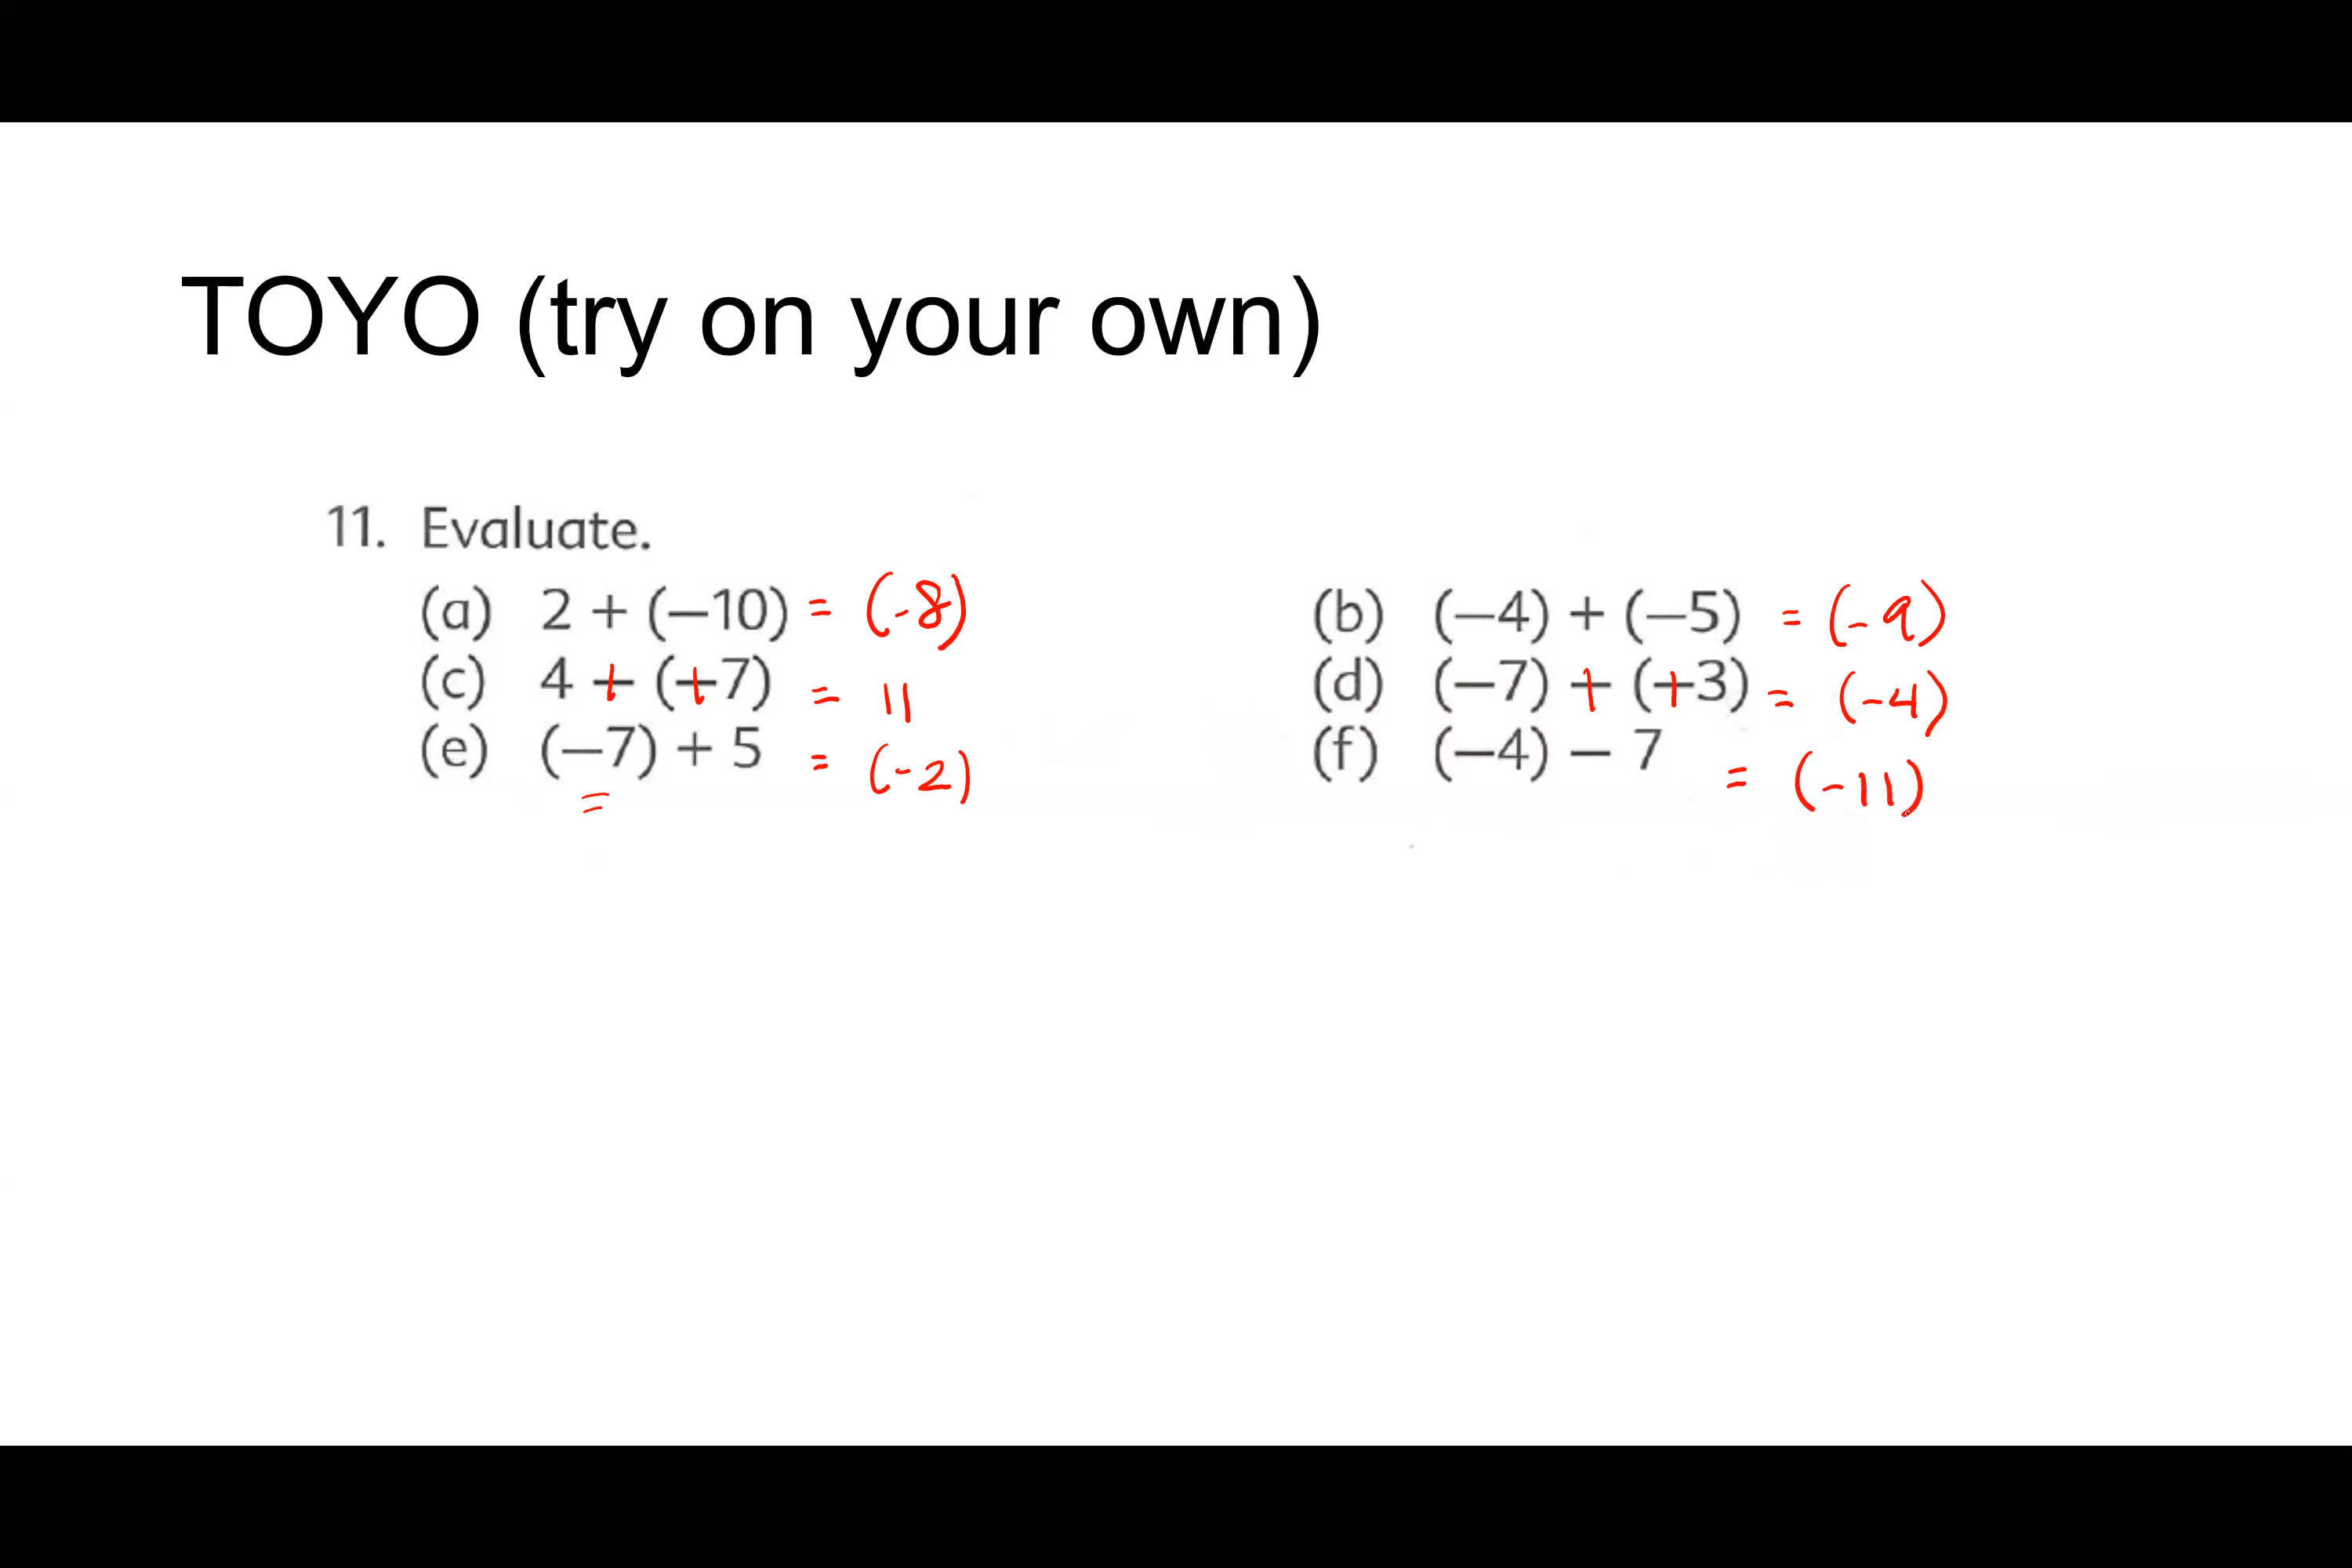 TOYO (try on your own)
11. Evaluate.
(a) 2 + (−10) = (-8) (b) (−4) + (−5) = (-9)
(c) 4 + (+7) = 11 (d) (−7) + (+3) = (-4)
(e) (−7) + 5 = (-2) (f) (−4) − 7 = (-11)
=